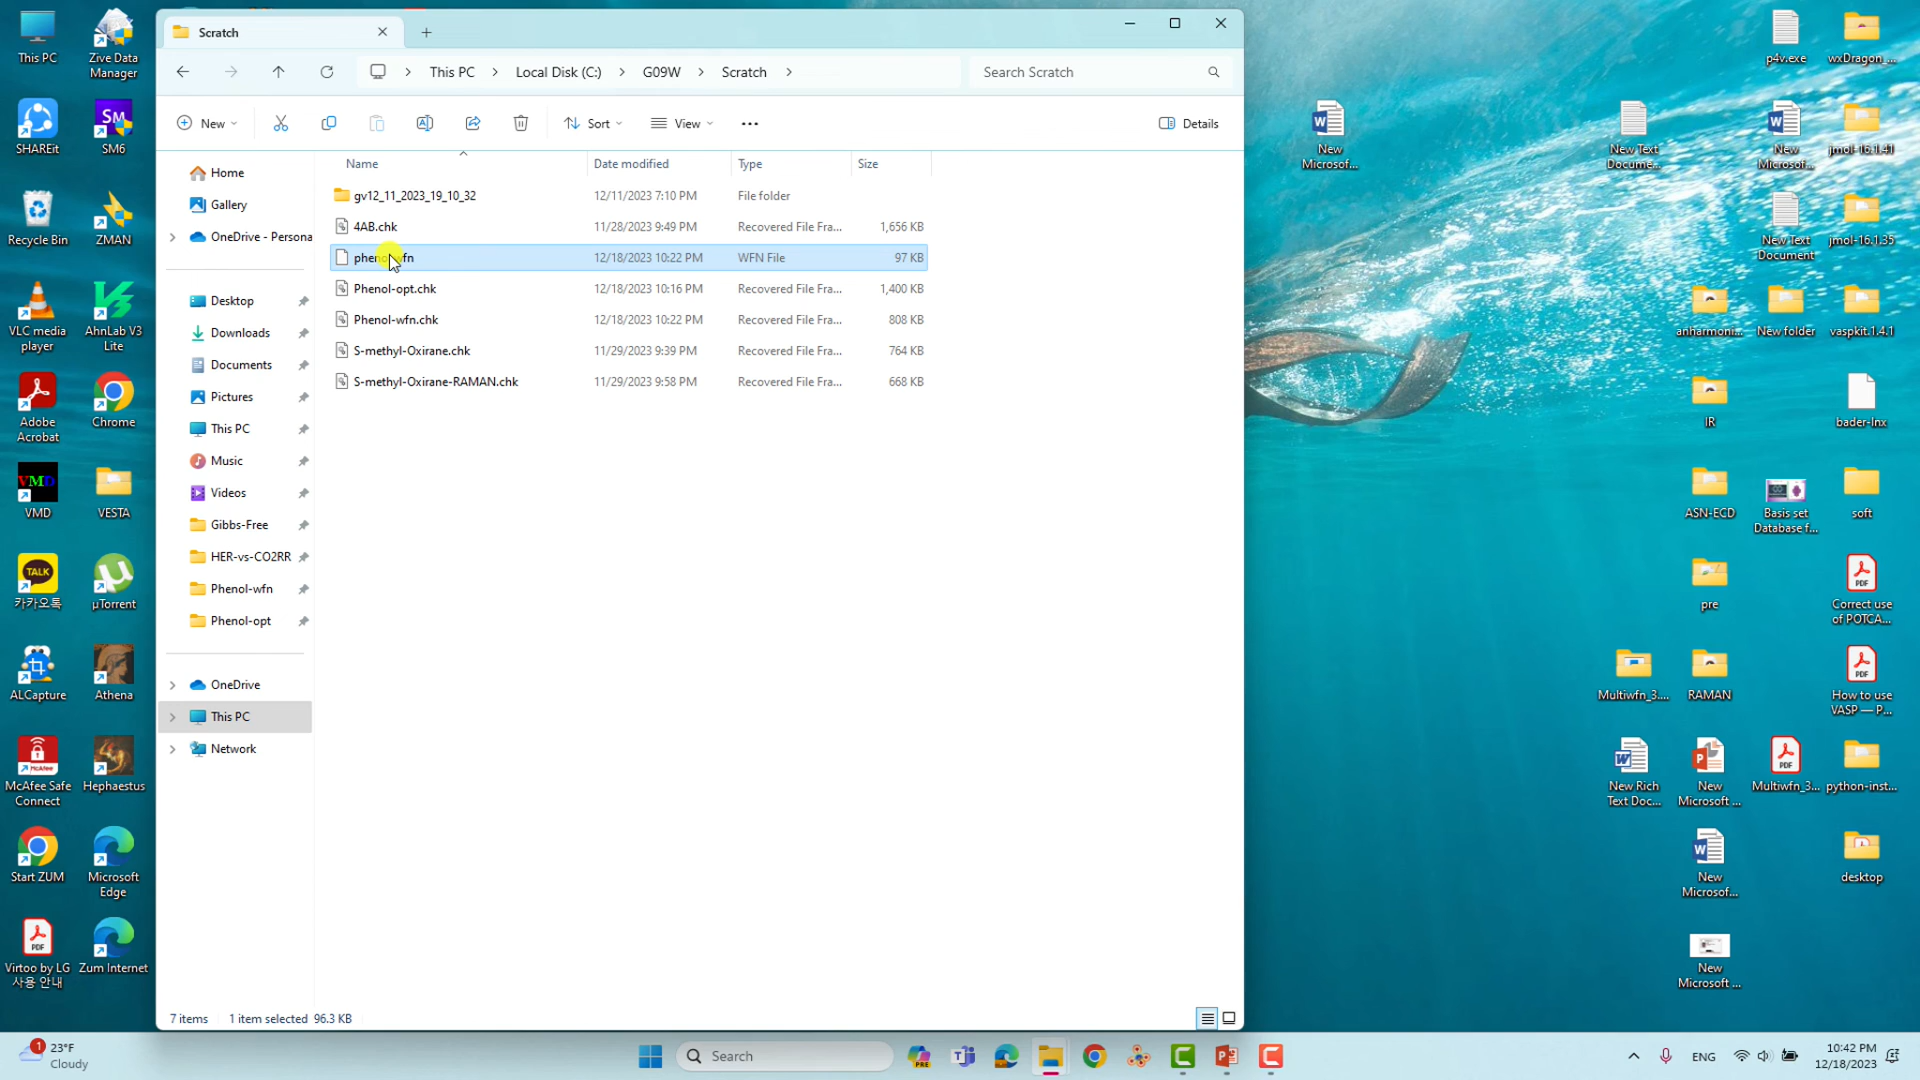 This PC
Zive Data
Manager
SHAREit
SM
SM6
Recycle Bin
ZMAN
VLC media
player
AhnLab V3
Lite
Adobe
Acrobat
Chrome
VMD
VMD
VESTA
TALK
카카오톡
µTorrent
ALCapture
Athena
McAfee
McAfee Safe
Connect
Hephaestus
Start ZUM
Microsoft
Edge
PDF
Virtoo by LG
사용 안내
Zum Internet
Scratch
This PC
Local Disk (C:)
G09W
Scratch
Search Scratch
New
Sort
View
Details
Home
Gallery
OneDrive - Persona
Desktop
Downloads
Documents
Pictures
This PC
Music
Videos
Gibbs-Free
HER-vs-CO2RR
Phenol-wfn
Phenol-opt
OneDrive
This PC
Network
Name Date modified Type Size
gv12_11_2023_19_10_32 12/11/2023 7:10 PM File folder
4AB.chk 11/28/2023 9:49 PM Recovered File Fra... 1,656 KB
12/18/2023 10:22 PM WFN File 97 KB
Phenol-opt.chk 12/18/2023 10:16 PM Recovered File Fra... 1,400 KB
Phenol-wfn.chk 12/18/2023 10:22 PM Recovered File Fra... 808 KB
S-methyl-Oxirane.chk 11/29/2023 9:39 PM Recovered File Fra... 764 KB
S-methyl-Oxirane-RAMAN.chk 11/29/2023 9:58 PM Recovered File Fra... 668 KB
7 items 1 item selected 96.3 KB
New
Microsof...
New Text
Docume...
p4v.exe
wxDragon_...
New
Microsof...
jmol-16.1.41
New Text
Document
jmol-16.1.35
anharmoni...
New folder
vaspkit.1.4.1
IR
bader-lnx
ASN-ECD
Basis set
Database f...
soft
pre
PDF
Correct use
of POTCA...
Multiwfn_3....
RAMAN
PDF
How to use
VASP — P...
New Rich
Text Doc...
New
Microsoft ...
PDF
Multiwfn_3...
python-inst...
New
Microsof...
desktop
New
Microsoft ...
1
23°F
Cloudy
Search
PRE
ENG
10:42 PM
12/18/2023